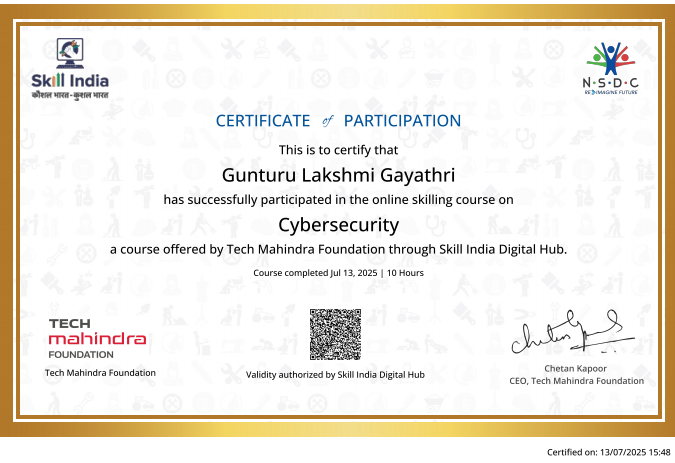 Skill India
कौशल भारत-कुशल भारत
N·S·D·C
RE-IMAGINE FUTURE
CERTIFICATE of PARTICIPATION
This is to certify that
Gunturu Lakshmi Gayathri
has successfully participated in the online skilling course on
Cybersecurity
a course offered by Tech Mahindra Foundation through Skill India Digital Hub.
Course completed Jul 13, 2025 | 10 Hours
TECH
mahindra
FOUNDATION
Tech Mahindra Foundation
Validity authorized by Skill India Digital Hub
Chetan Kapoor
CEO, Tech Mahindra Foundation
Certified on: 13/07/2025 15:48